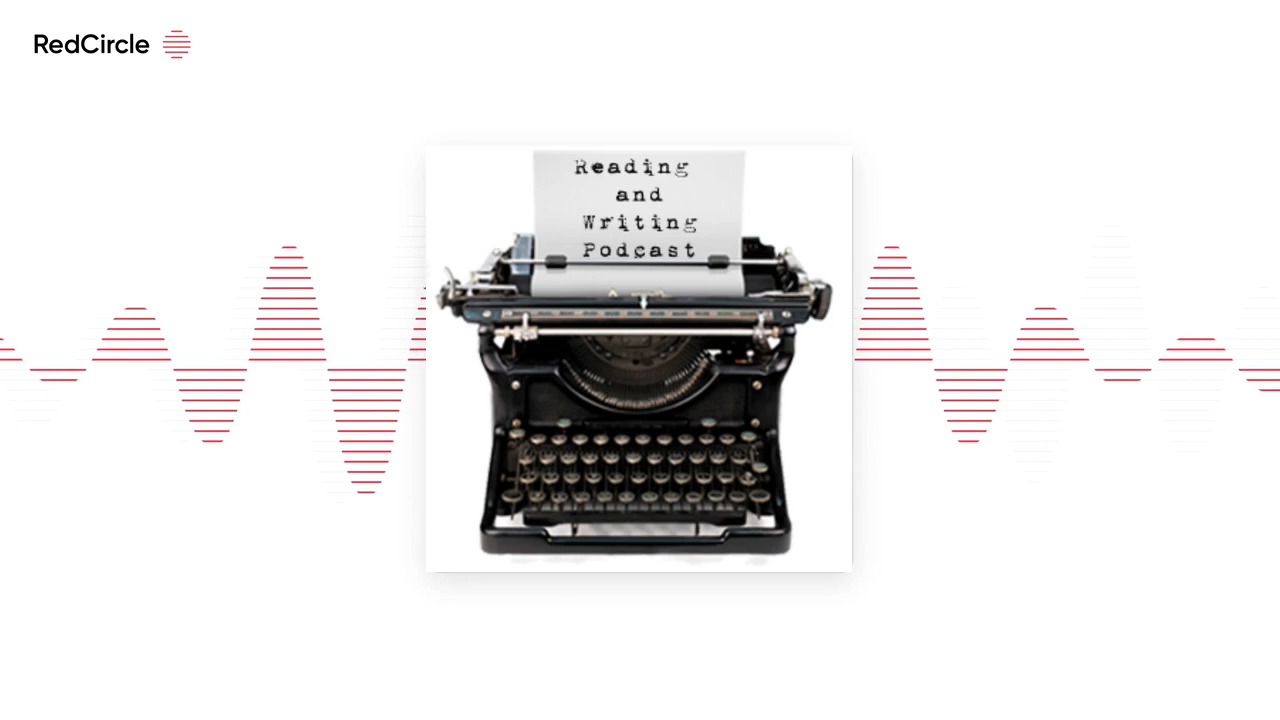 RedCircle
Reading
and
Writing
Podcast